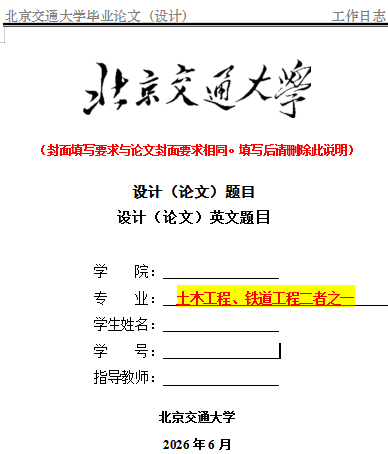 北京交通大学毕业论文（设计） 工作日志
北京交通大学
（封面填写要求与论文封面要求相同。填写后请删除此说明）
设计（论文）题目
设计（论文）英文题目
学 院：
专 业： 土木工程、铁道工程二者之一
学生姓名：
学 号：
指导教师：
北京交通大学
2026 年 6 月